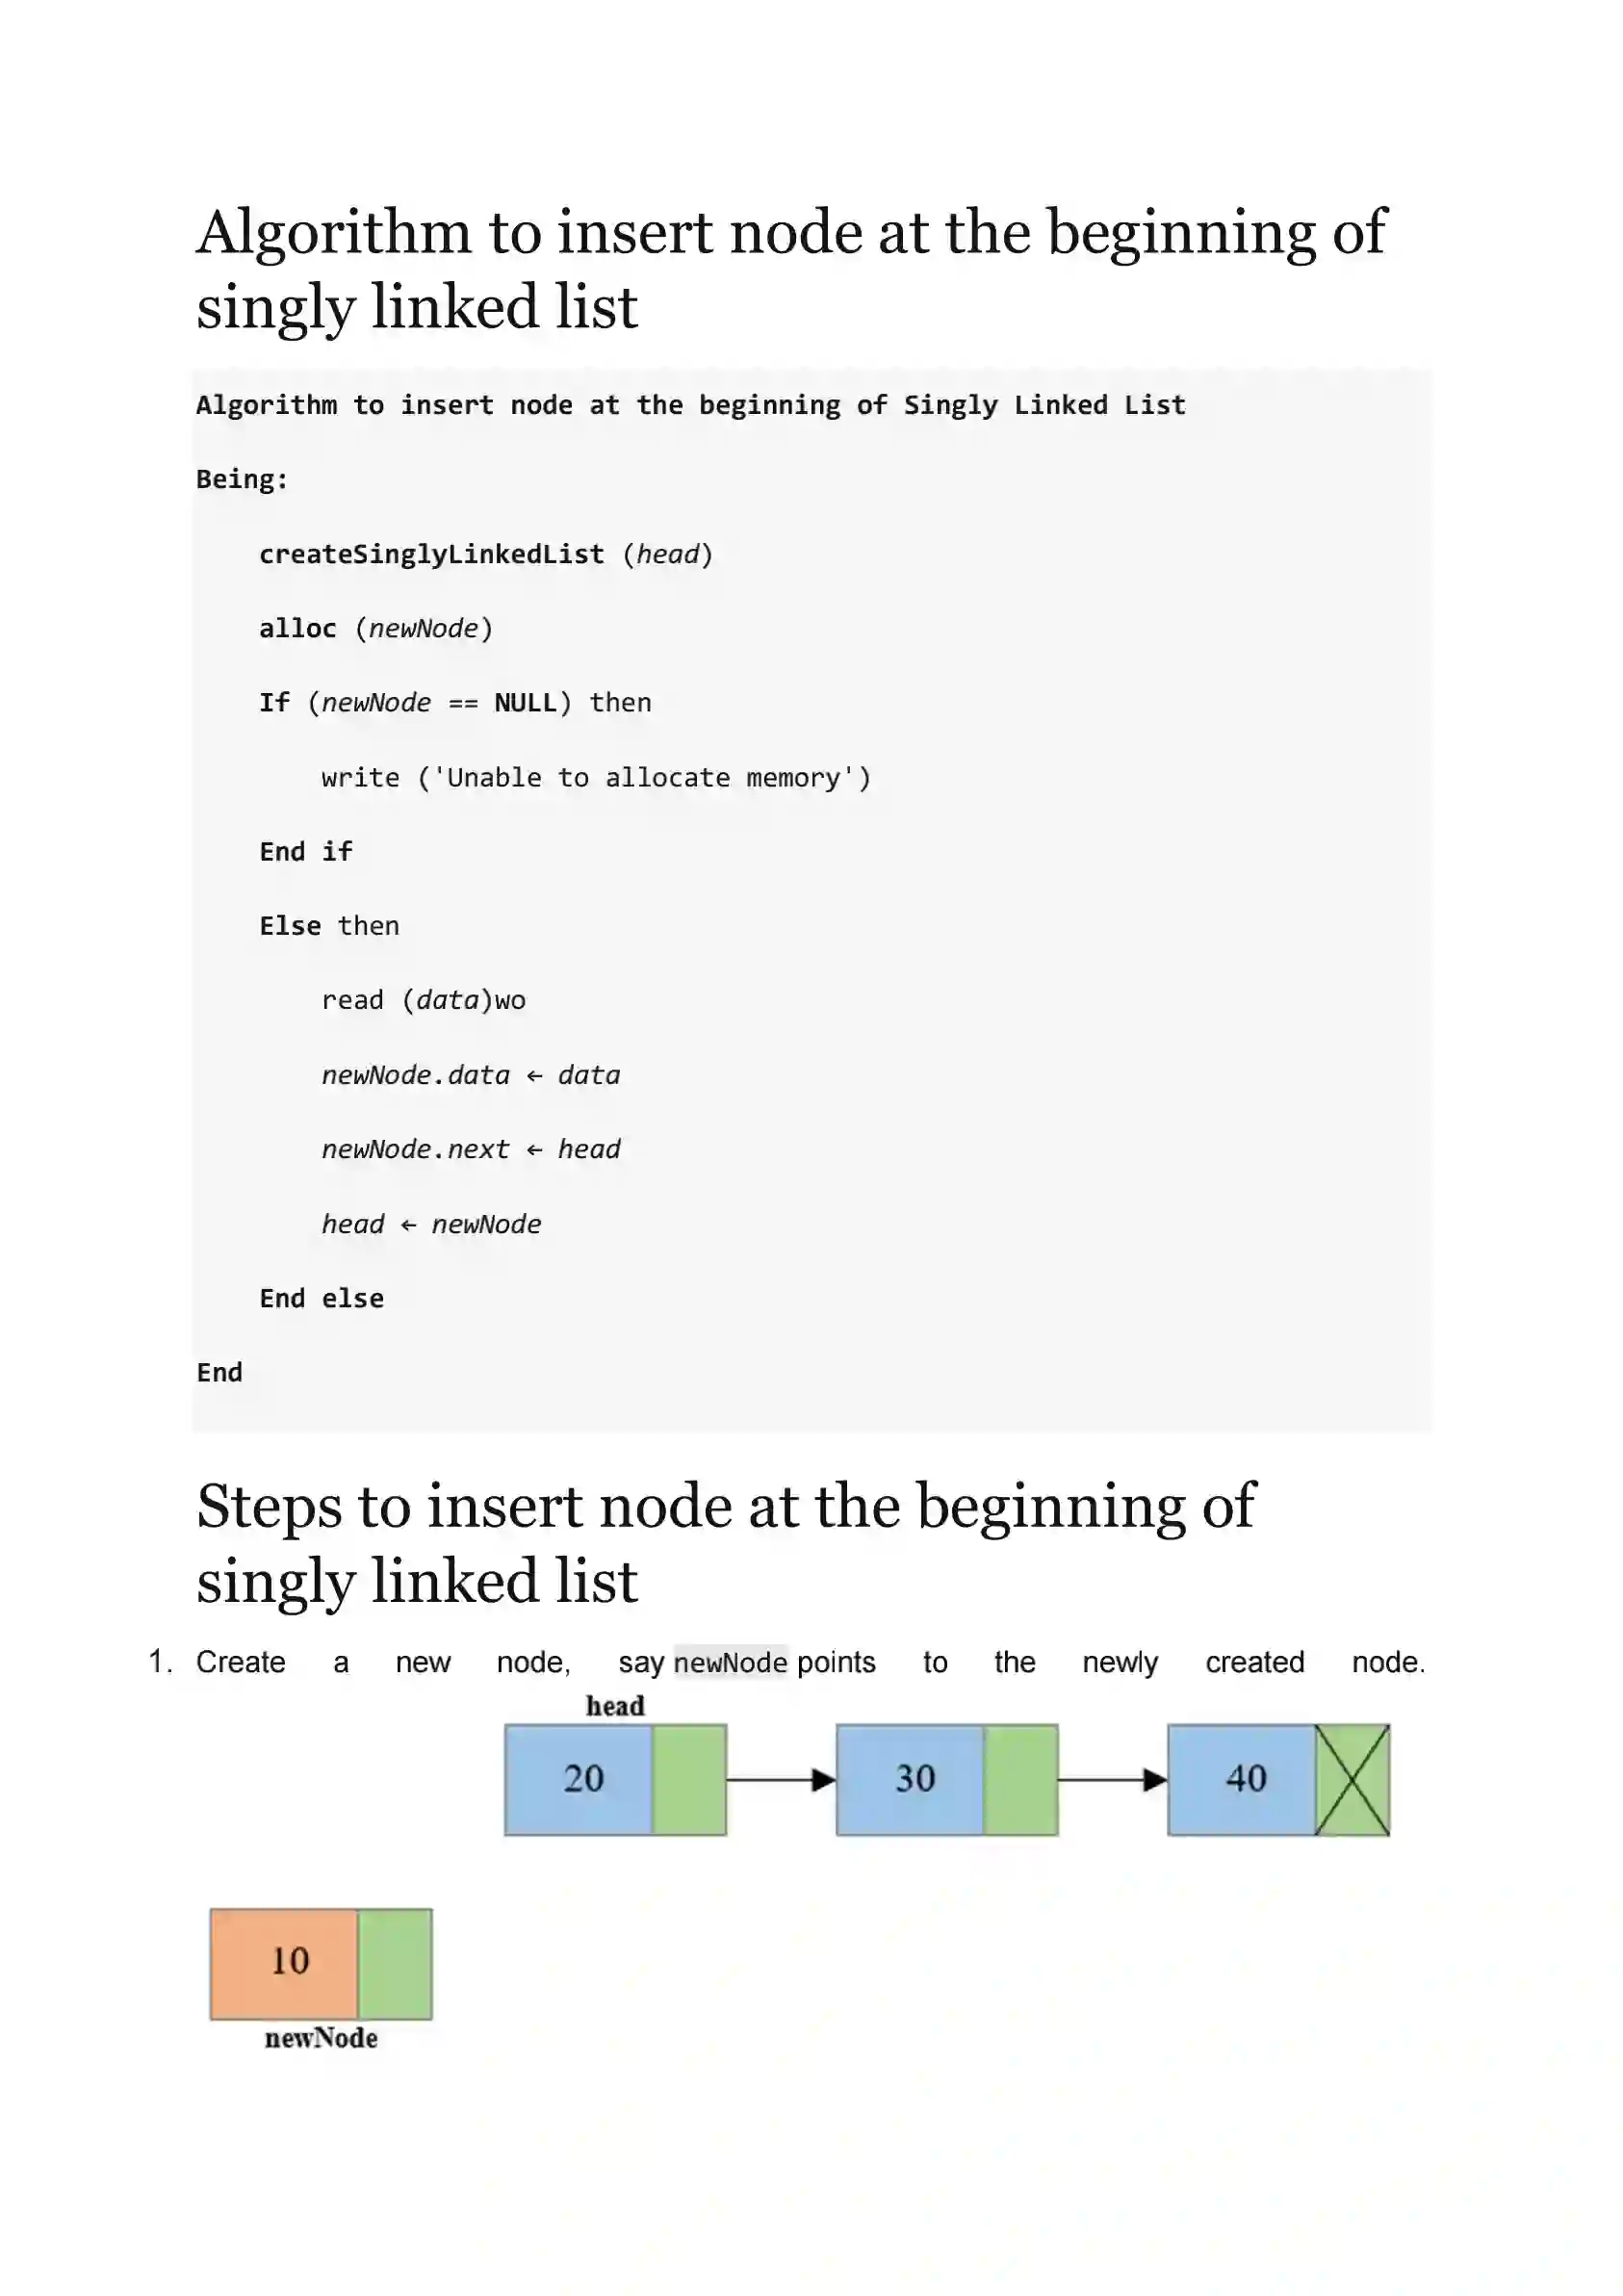 Algorithm to insert node at the beginning of
singly linked list
Algorithm to insert node at the beginning of Singly Linked List
Being:
createSinglyLinkedList (head)
alloc (newNode)
If (newNode == NULL) then
write ('Unable to allocate memory')
End if
Else then
read (data)wo
newNode.data ← data
newNode.next ← head
head ← newNode
End else
End
Steps to insert node at the beginning of
singly linked list
1. Create a new node, say newNode points to the newly created node.
head
20 30 40
10
newNode